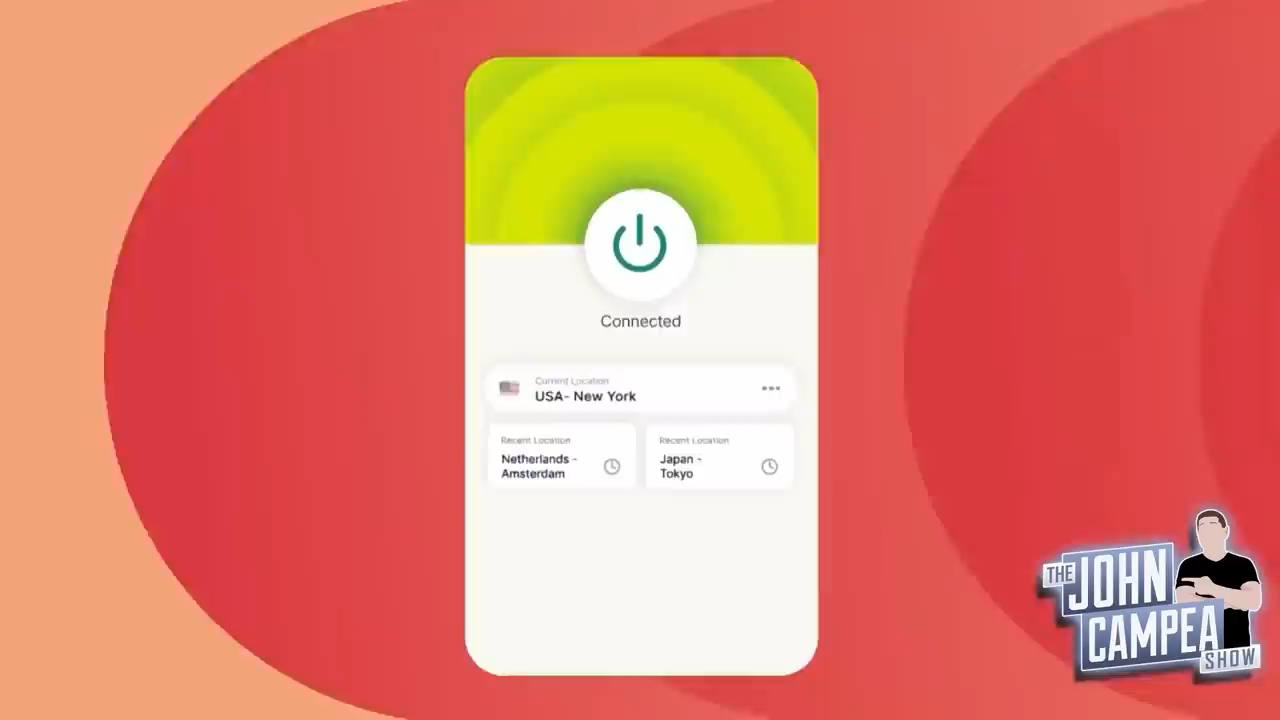 Connected
Current Location
USA- New York
Recent Location
Netherlands -
Amsterdam
Recent Location
Japan -
Tokyo
THE
JOHN
CAMPEA
SHOW